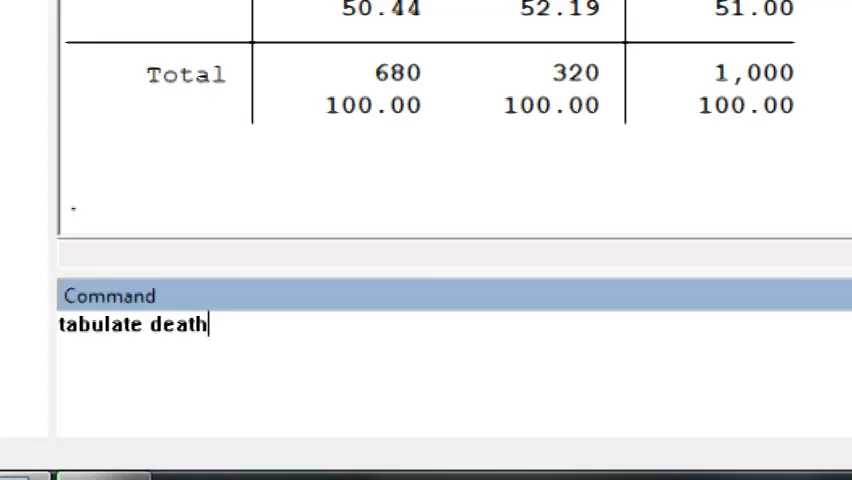 50.44 52.19 51.00
Total 680 320 1,000
100.00 100.00 100.00
.
Command
tabulate death